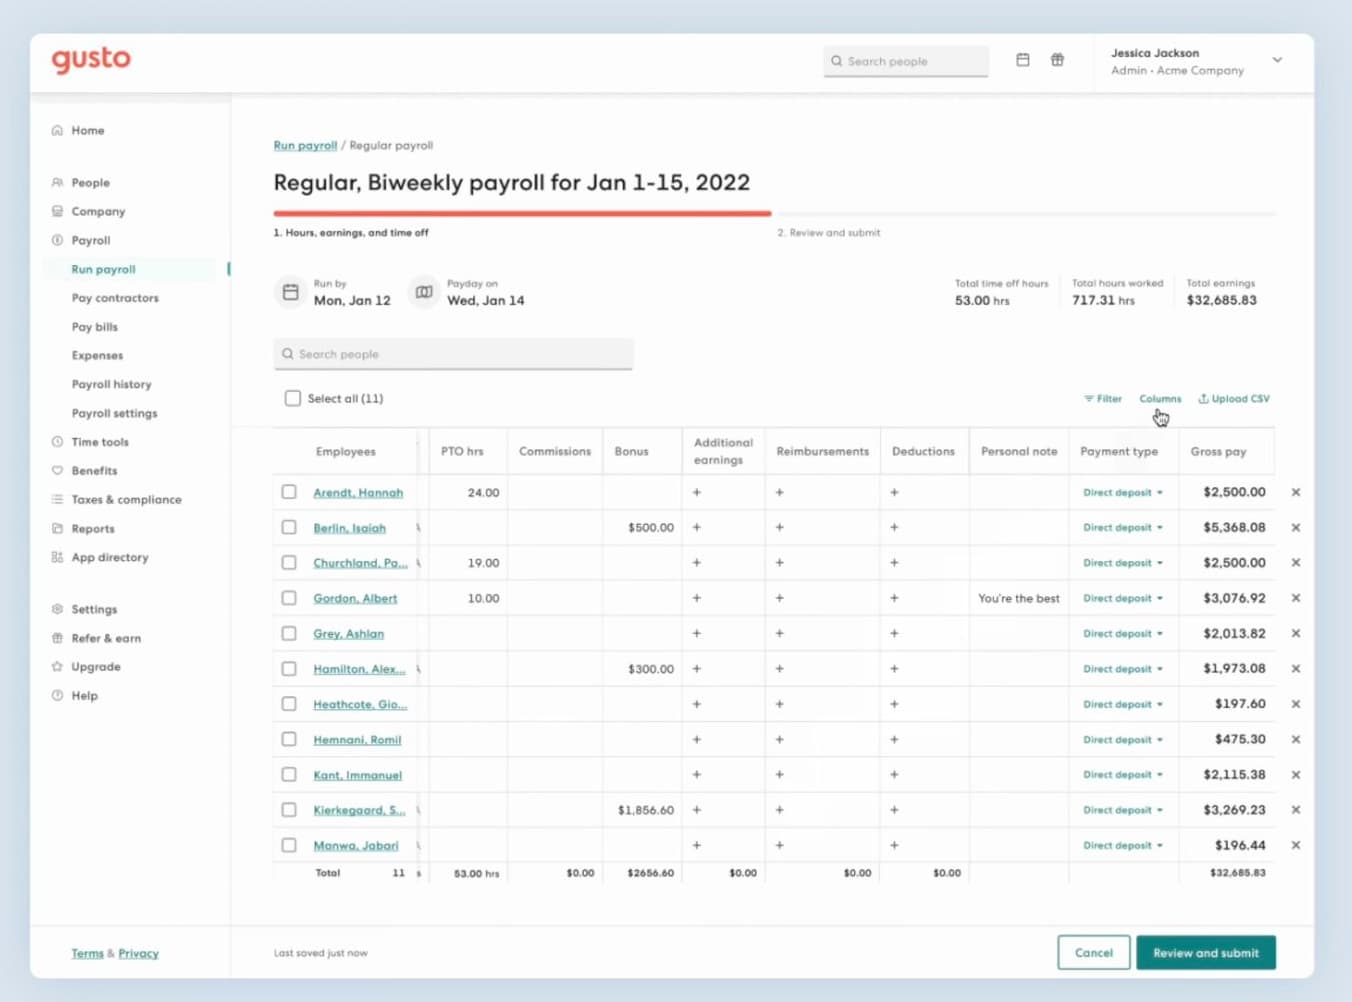 gusto
Search people
Jessica Jackson
Admin • Acme Company
Home
People
Company
Payroll
Run payroll
Pay contractors
Pay bills
Expenses
Payroll history
Payroll settings
Time tools
Benefits
Taxes & compliance
Reports
App directory
Settings
Refer & earn
Upgrade
Help
Terms & Privacy
Run payroll / Regular payroll
Regular, Biweekly payroll for Jan 1-15, 2022
1. Hours, earnings, and time off
2. Review and submit
Run by
Mon, Jan 12
Payday on
Wed, Jan 14
Total time off hours
53.00 hrs
Total hours worked
717.31 hrs
Total earnings
$32,685.83
Search people
Select all (11)
Filter Columns Upload CSV
Employees PTO hrs Commissions Bonus Additional earnings Reimbursements Deductions Personal note Payment type Gross pay
Arendt, Hannah 24.00 + + + Direct deposit $2,500.00
Berlin, Isaiah $500.00 + + + Direct deposit $5,368.08
Churchland, Pa... 19.00 + + + Direct deposit $2,500.00
Gordon, Albert 10.00 + + + You're the best Direct deposit $3,076.92
Grey, Ashlan + + + Direct deposit $2,013.82
Hamilton, Alex... $300.00 + + + Direct deposit $1,973.08
Heathcote, Gio... + + + Direct deposit $197.60
Hemnani, Romil + + + Direct deposit $475.30
Kant, Immanuel + + + Direct deposit $2,115.38
Kierkegaard, S... $1,856.60 + + + Direct deposit $3,269.23
Manwa, Jabari + + + Direct deposit $196.44
Total 11 53.00 hrs $0.00 $2656.60 $0.00 $0.00 $0.00 $32,685.83
Last saved just now
Cancel
Review and submit